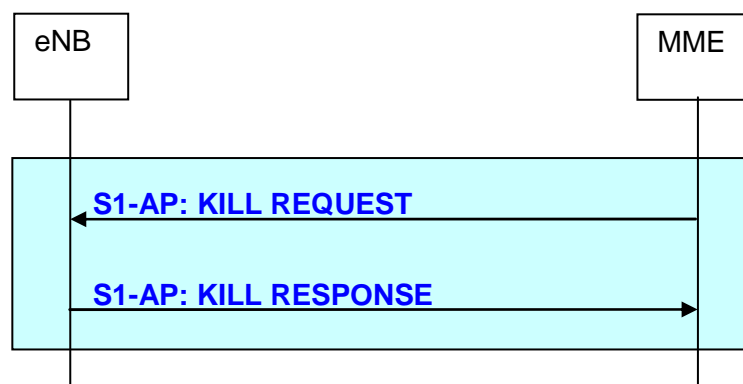 eNB
MME
S1-AP: KILL REQUEST
S1-AP: KILL RESPONSE